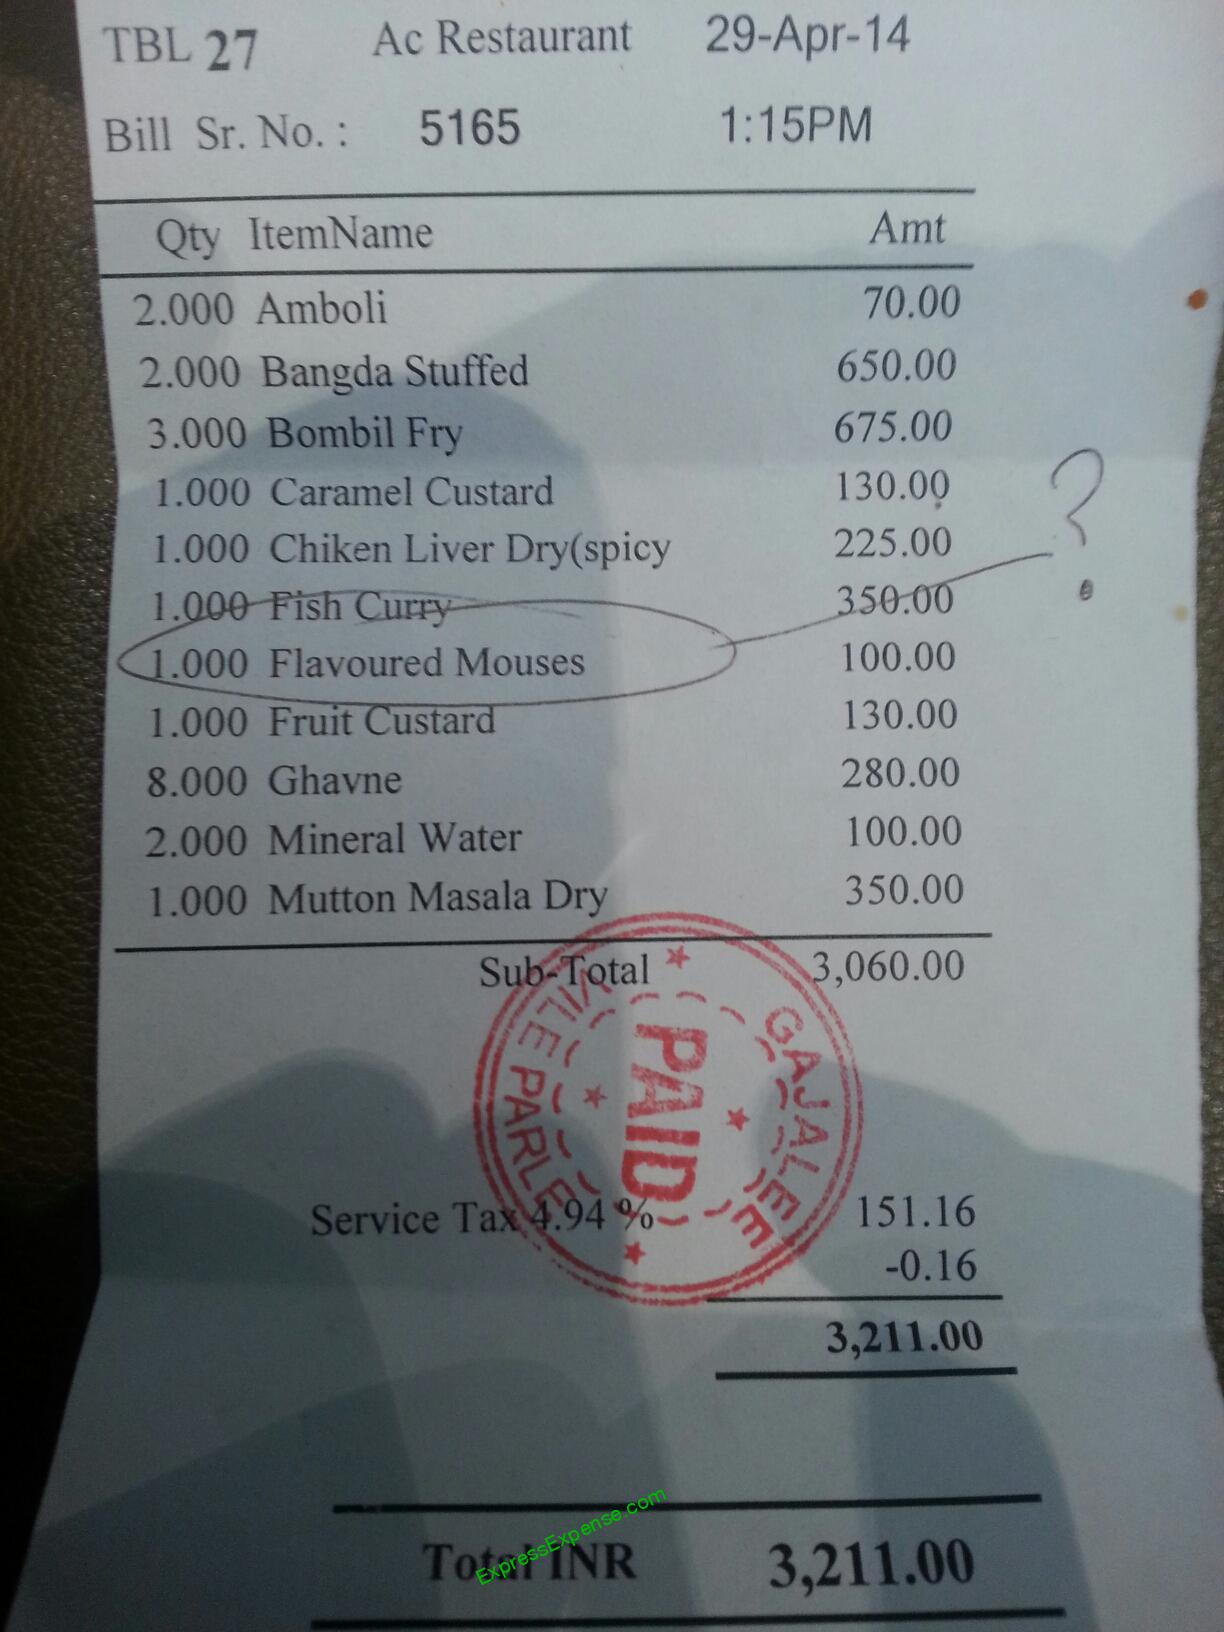 TBL 27 Ac Restaurant 29-Apr-14
Bill Sr. No. : 5165 1:15PM
Qty ItemName Amt
2.000 Amboli 70.00
2.000 Bangda Stuffed 650.00
3.000 Bombil Fry 675.00
1.000 Caramel Custard 130.00
1.000 Chiken Liver Dry(spicy 225.00
1.000 Fish Curry 350.00
?
1.000 Flavoured Mouses 100.00
1.000 Fruit Custard 130.00
8.000 Ghavne 280.00
2.000 Mineral Water 100.00
1.000 Mutton Masala Dry 350.00
Sub-Total 3,060.00
GAJALEE
PAID
VILE PARLE
Service Tax 4.94 % 151.16
-0.16
3,211.00
ExpressExpense.com
Total INR 3,211.00